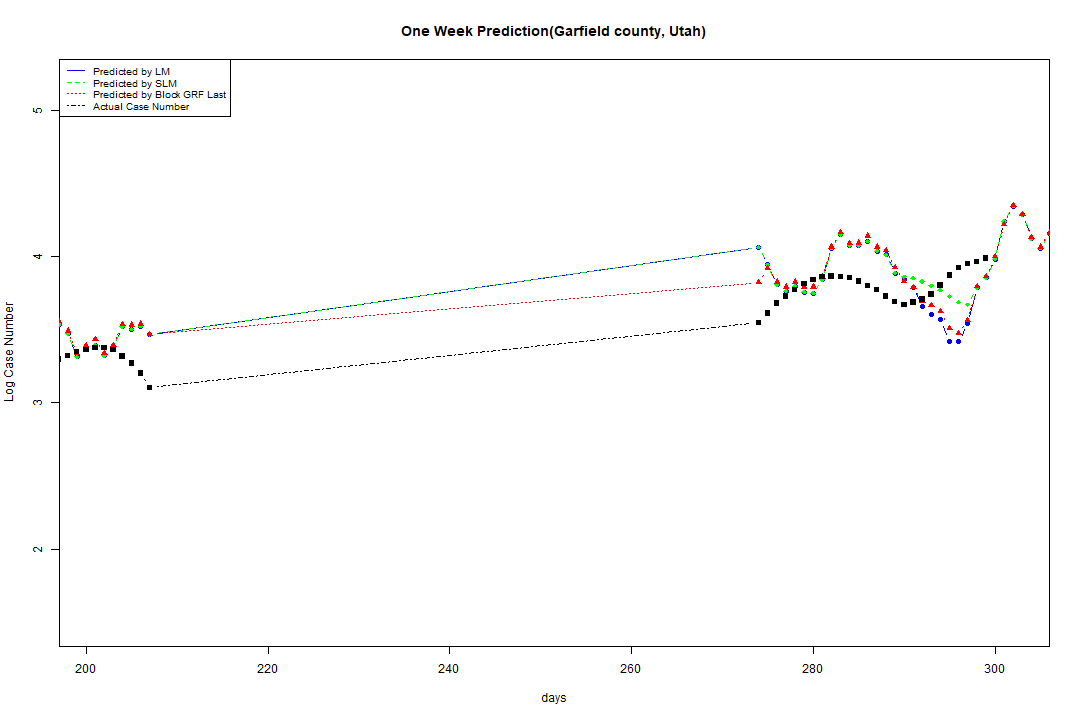 One Week Prediction(Garfield county, Utah)
Predicted by LM
Predicted by SLM
Predicted by Block GRF Last
Actual Case Number
5
4
3
2
Log Case Number
200 220 240 260 280 300
days